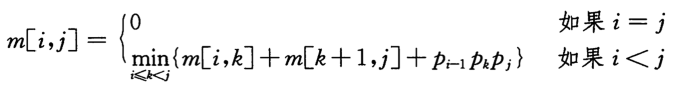 m[i,j] = { 0 如果 i = j
min_{i⩽k<j} {m[i,k] + m[k+1,j] + p_{i-1} p_k p_j} 如果 i < j